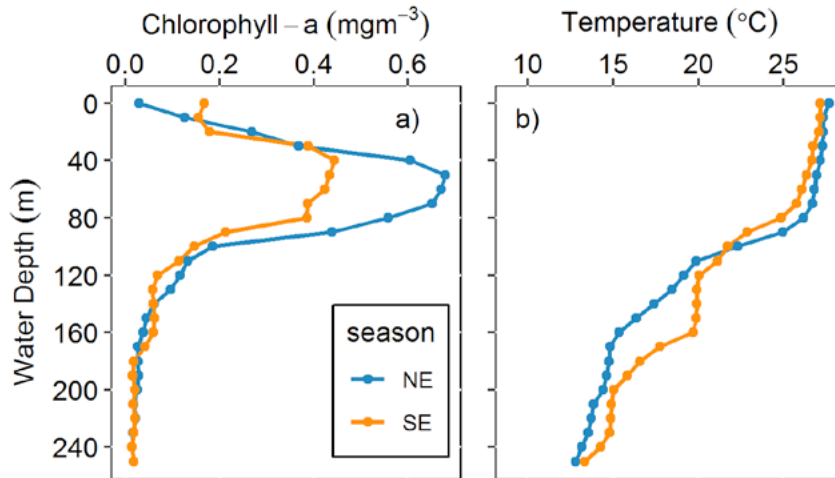 Chlorophyll – a (mgm⁻³)
Temperature (°C)
0.0 0.2 0.4 0.6
10 15 20 25
0
40
80
120
160
200
240
Water Depth (m)
a)
b)
season
NE
SE